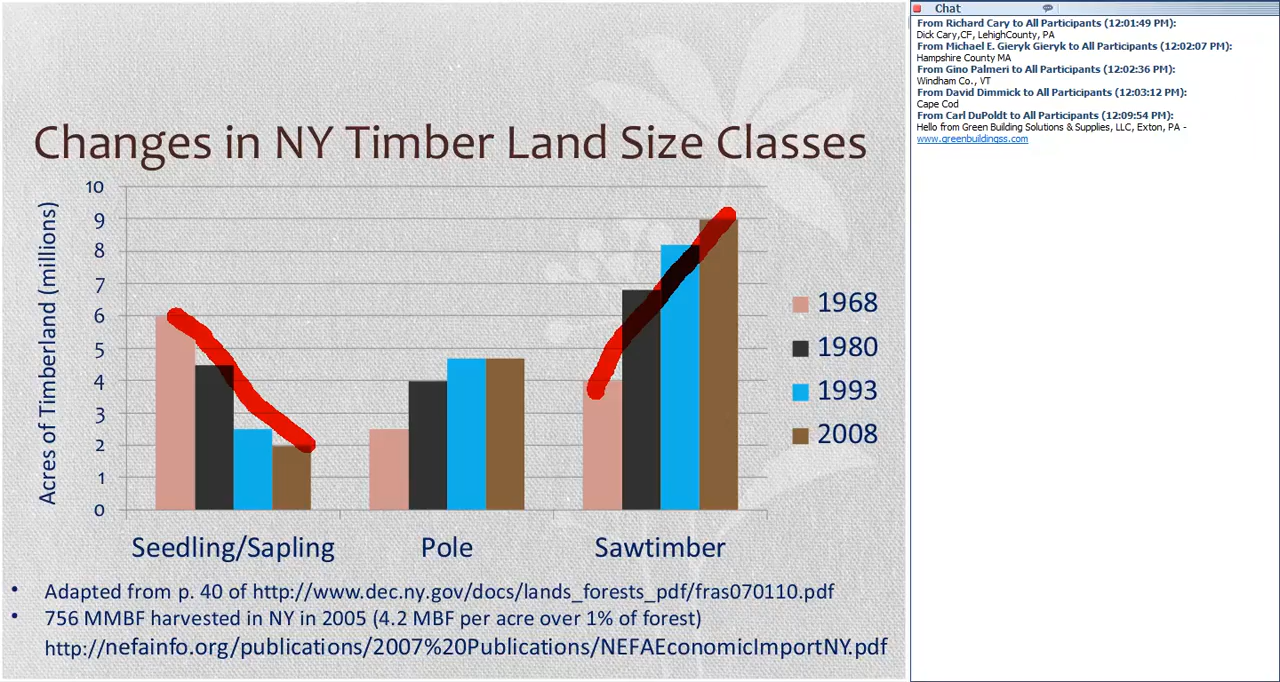 Changes in NY Timber Land Size Classes
Acres of Timberland (millions)
10
9
8
7
6
5
4
3
2
1
0
Seedling/Sapling
Pole
Sawtimber
1968
1980
1993
2008
• Adapted from p. 40 of http://www.dec.ny.gov/docs/lands_forests_pdf/fras070110.pdf
• 756 MMBF harvested in NY in 2005 (4.2 MBF per acre over 1% of forest)
http://nefainfo.org/publications/2007%20Publications/NEFAEconomicImportNY.pdf
Chat
From Richard Cary to All Participants (12:01:49 PM):
Dick Cary,CF, LehighCounty, PA
From Michael E. Gieryk Gieryk to All Participants (12:02:07 PM):
Hampshire County MA
From Gino Palmeri to All Participants (12:02:36 PM):
Windham Co., VT
From David Dimmick to All Participants (12:03:12 PM):
Cape Cod
From Carl DuPoldt to All Participants (12:09:54 PM):
Hello from Green Building Solutions & Supplies, LLC, Exton, PA -
www.greenbuildingss.com